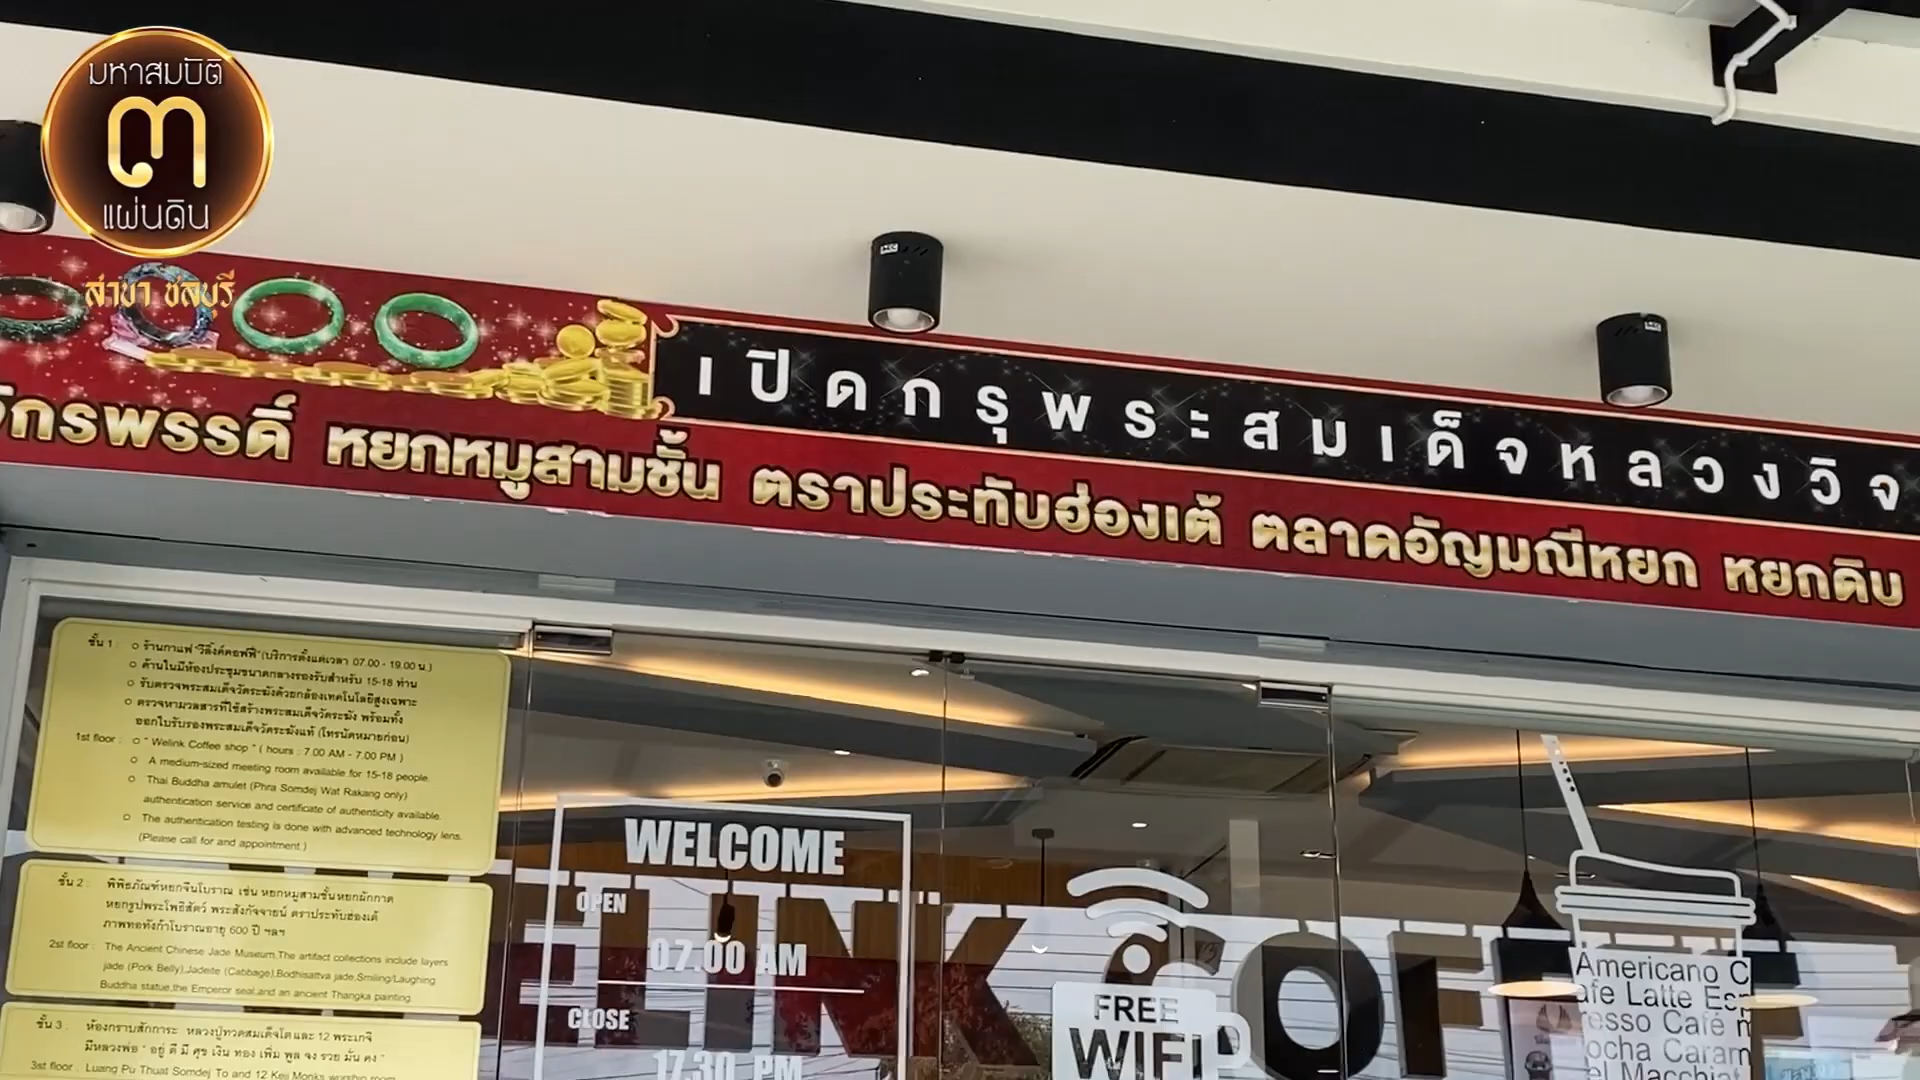 มหาสมบัติ
๓
แผ่นดิน
สาขา ชลบุรี
เปิดกรุพระสมเด็จหลวงวิจ
จักรพรรดิ์ หยกหมูสามชั้น ตราประทับฮ่องเต้ ตลาดอัญมณีหยก หยกดิบ
ชั้น 1 : o ร้านกาแฟ "วีลิ้งค์คอฟฟี่" (บริการตั้งแต่เวลา 07.00 - 19.00 น.)
o ด้านในมีห้องประชุมขนาดกลางรองรับสำหรับ 15-18 ท่าน
o รับตรวจพระสมเด็จวัดระฆังด้วยกล้องเทคโนโลยีสูงเฉพาะ
o ตรวจหามวลสารที่ใช้สร้างพระสมเด็จวัดระฆัง พร้อมทั้ง
ออกใบรับรองพระสมเด็จวัดระฆังแท้ (โทรนัดหมายก่อน)
1st floor : o " Welink Coffee shop " ( hours : 7.00 AM - 7.00 PM )
o A medium-sized meeting room available for 15-18 people.
o Thai Buddha amulet (Phra Somdej Wat Rakang only)
authentication service and certificate of authenticity available.
o The authentication testing is done with advanced technology lens.
(Please call for and appointment.)
ชั้น 2 : พิพิธภัณฑ์หยกจีนโบราณ เช่น หยกหมูสามชั้น หยกผักกาด
หยกรูปพระโพธิสัตว์ พระสังกัจจายน์ ตราประทับฮ่องเต้
ภาพทอทังก้าโบราณอายุ 600 ปี ฯลฯ
2st floor : The Ancient Chinese Jade Museum.The artifact collections include layers
jade (Pork Belly),Jadeite (Cabbage),Bodhisattva jade,Smiling/Laughing
Buddha statue,the Emperor seal,and an ancient Thangka painting
ชั้น 3 : ห้องกราบสักการะ หลวงปู่ทวดสมเด็จโต และ 12 พระเกจิ
มีหลวงพ่อ " อยู่ ดี มี ศุข เงิน ทอง เพิ่ม พูล จง รวย มั่น คง "
3st floor : Luang Pu Thuat Somdej To and 12 Keji Monks worship room
WELCOME
OPEN
07.00 AM
CLOSE
17.30 PM
ELINK COFFEE
FREE
WIFI
Americano C
afe Latte Esp
resso Café m
ocha Caram
el Macchiat